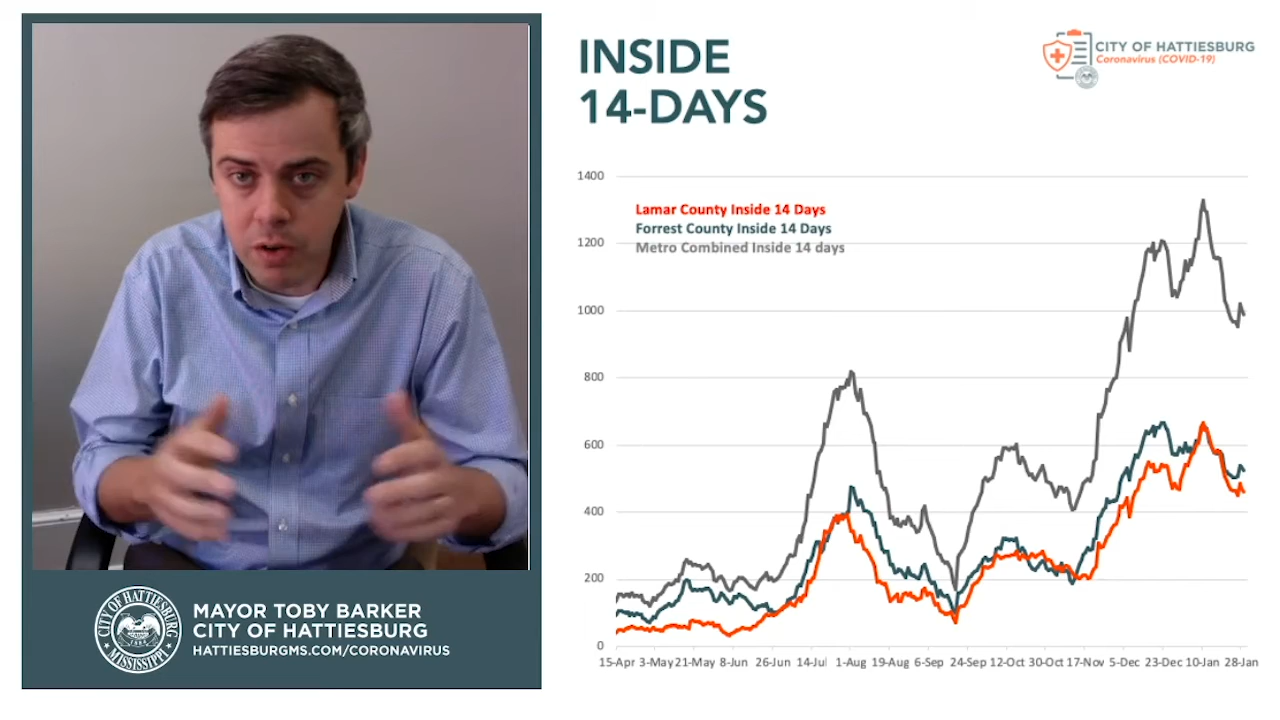 INSIDE
14-DAYS
CITY OF HATTIESBURG
Coronavirus (COVID-19)
1400
Lamar County Inside 14 Days
Forrest County Inside 14 Days
Metro Combined Inside 14 days
1200
1000
800
600
400
200
0
15-Apr 3-May 21-May 8-Jun 26-Jun 14-Jul 1-Aug 19-Aug 6-Sep 24-Sep 12-Oct 30-Oct 17-Nov 5-Dec 23-Dec 10-Jan 28-Jan
CITY OF HATTIESBURG
1884
MISSISSIPPI
MAYOR TOBY BARKER
CITY OF HATTIESBURG
HATTIESBURGMS.COM/CORONAVIRUS